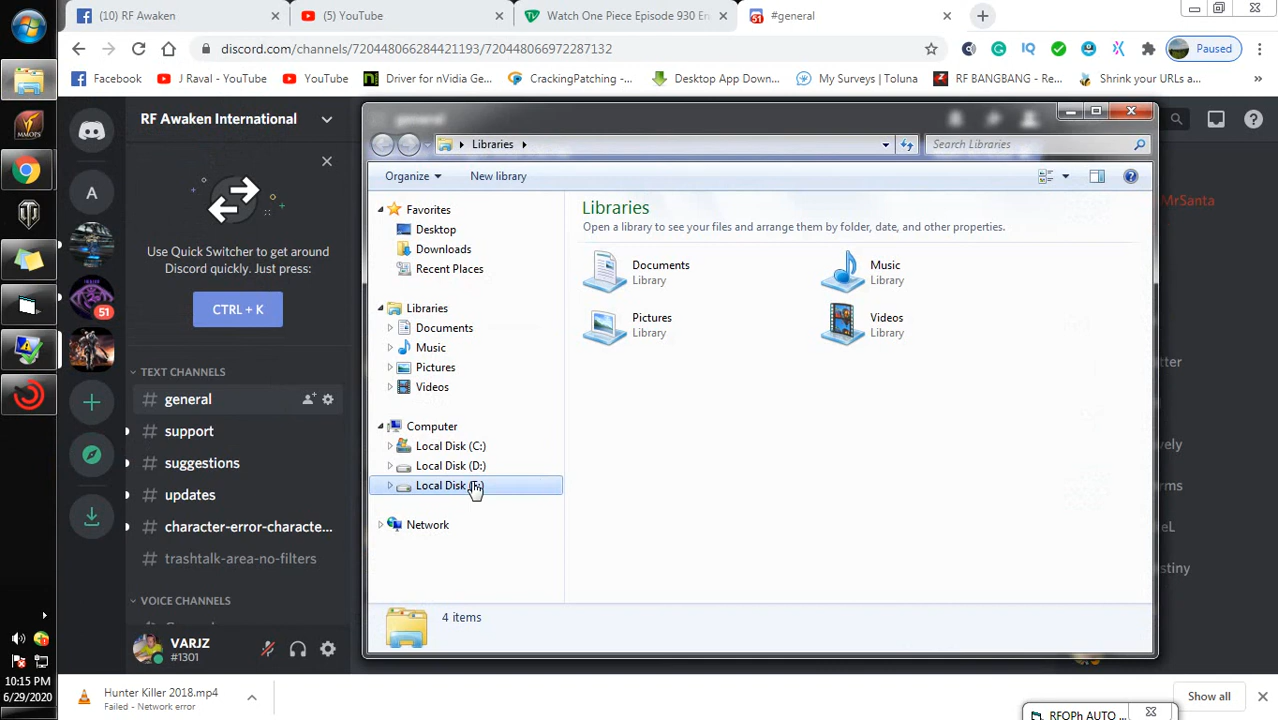 (10) RF Awaken
(5) YouTube
Watch One Piece Episode 930 En
#general
discord.com/channels/720448066284421193/720448066972287132
Paused
Facebook
J Raval - YouTube
YouTube
Driver for nVidia Ge...
CrackingPatching -...
Desktop App Down...
My Surveys | Toluna
RF BANGBANG - Re...
Shrink your URLs a...
RF Awaken International
Use Quick Switcher to get around
Discord quickly. Just press:
CTRL + K
TEXT CHANNELS
general
support
suggestions
updates
character-error-characte...
trashtalk-area-no-filters
VOICE CHANNELS
VARJZ
#1301
A
51
MMOPS
Libraries
Search Libraries
Organize
New library
Favorites
Desktop
Downloads
Recent Places
Libraries
Documents
Music
Pictures
Videos
Computer
Local Disk (C:)
Local Disk (D:)
Local Disk
Network
Libraries
Open a library to see your files and arrange them by folder, date, and other properties.
Documents
Library
Music
Library
Pictures
Library
Videos
Library
4 items
MrSanta
10:15 PM
6/29/2020
Hunter Killer 2018.mp4
Failed - Network error
Show all
RFOPh AUTO ...